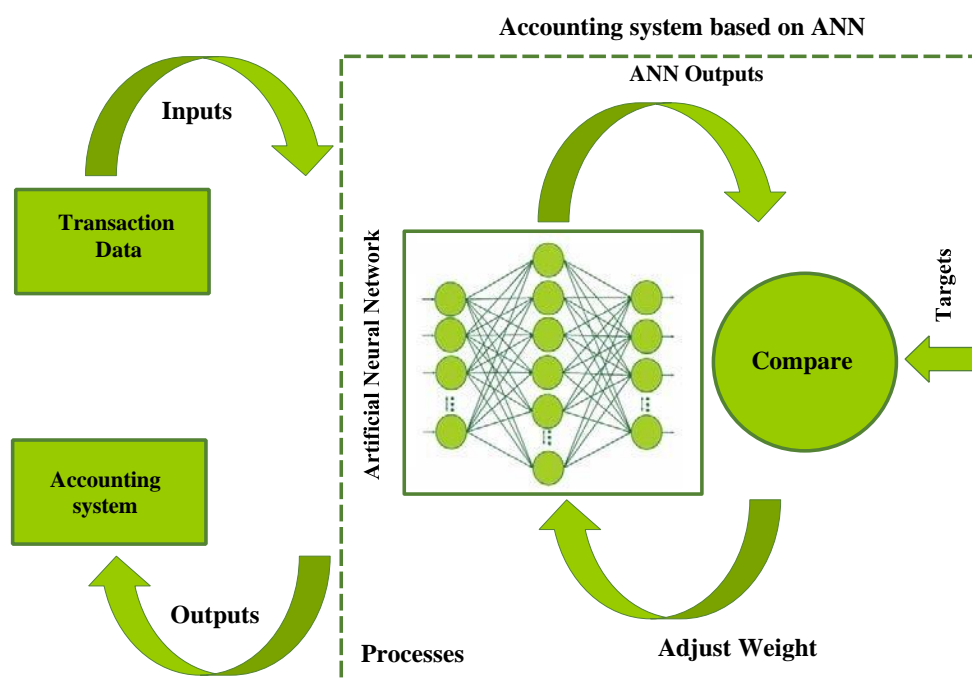 Accounting system based on ANN
ANN Outputs
Inputs
Transaction
Data
Artificial Neural Network
Targets
Compare
Accounting
system
Outputs
Adjust Weight
Processes